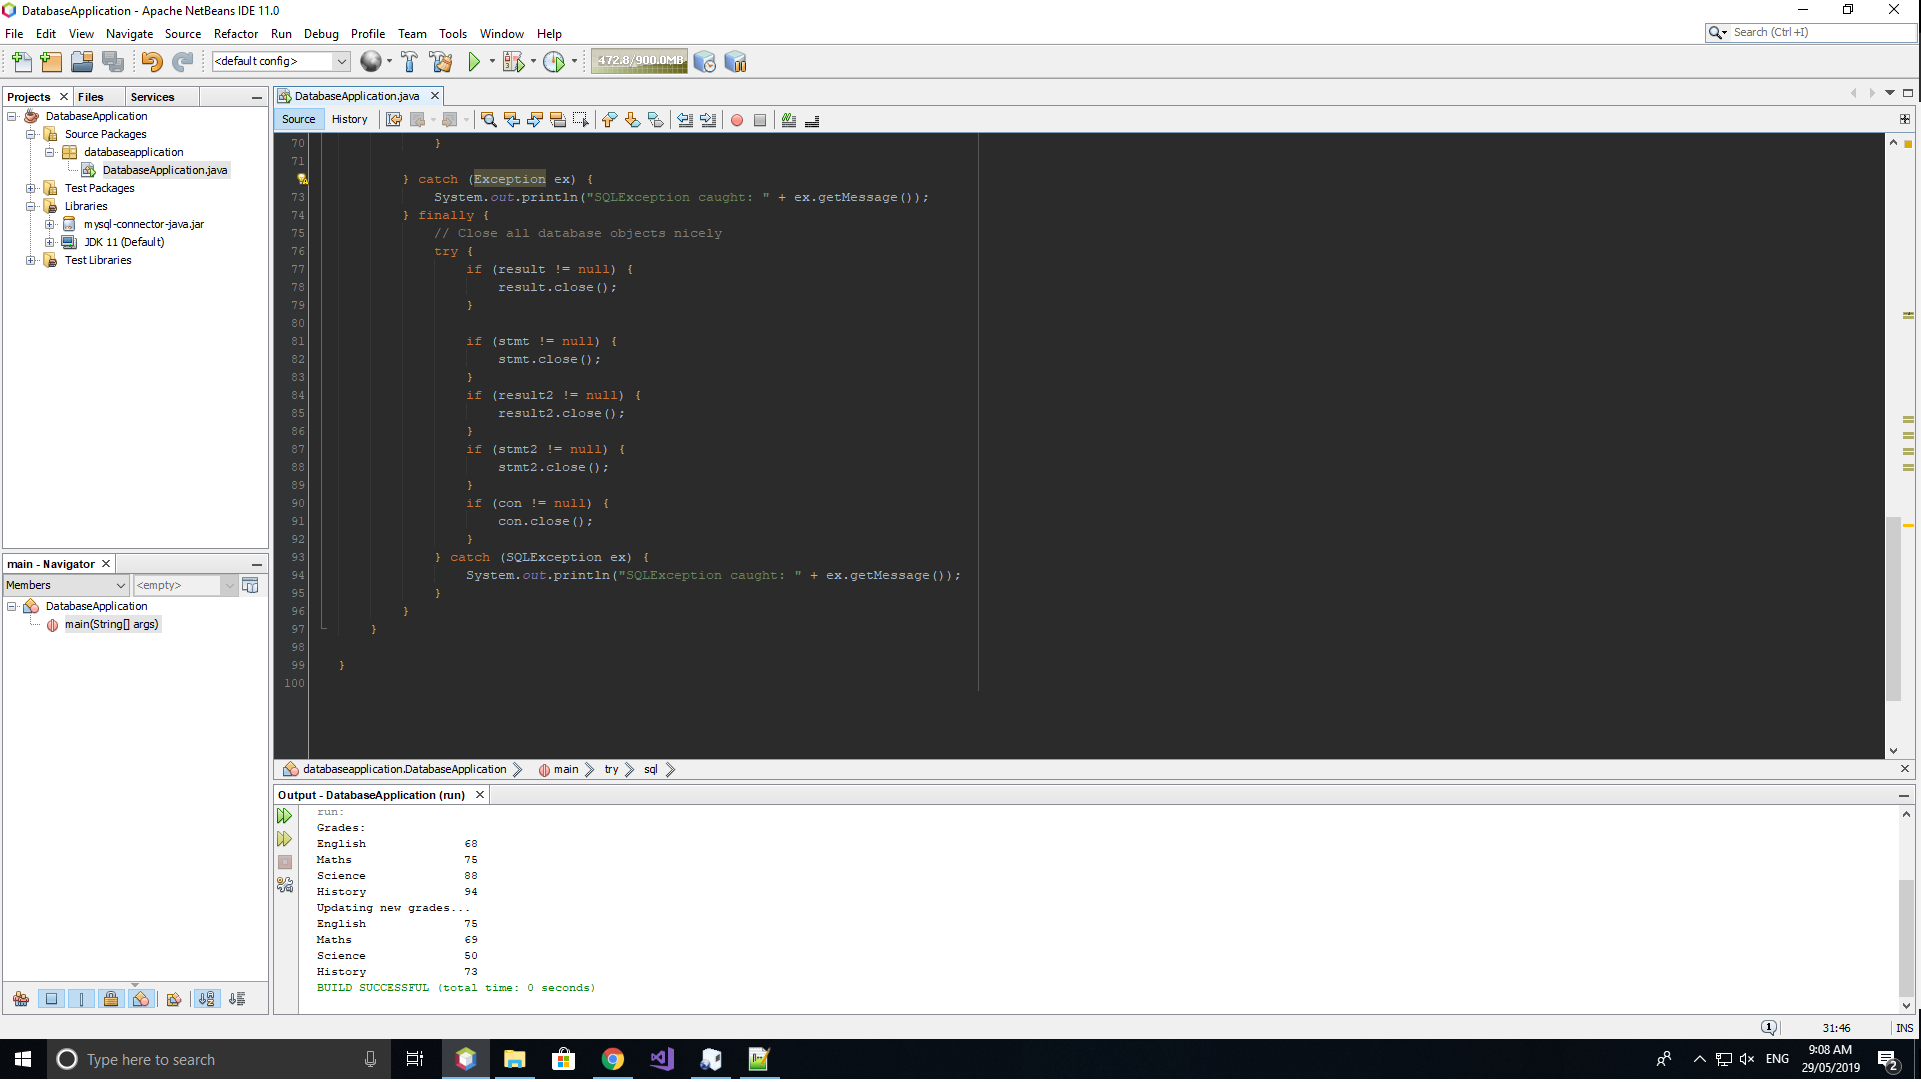 DatabaseApplication - Apache NetBeans IDE 11.0
File Edit View Navigate Source Refactor Run Debug Profile Team Tools Window Help
Search (Ctrl+I)
<default config>
472.8/900.0MB
Projects Files Services
DatabaseApplication
Source Packages
databaseapplication
DatabaseApplication.java
Test Packages
Libraries
mysql-connector-java.jar
JDK 11 (Default)
Test Libraries
main - Navigator
Members <empty>
DatabaseApplication
main(String[] args)
DatabaseApplication.java
Source History
70 }
71
} catch (Exception ex) {
73 System.out.println("SQLException caught: " + ex.getMessage());
74 } finally {
75 // Close all database objects nicely
76 try {
77 if (result != null) {
78 result.close();
79 }
80
81 if (stmt != null) {
82 stmt.close();
83 }
84 if (result2 != null) {
85 result2.close();
86 }
87 if (stmt2 != null) {
88 stmt2.close();
89 }
90 if (con != null) {
91 con.close();
92 }
93 } catch (SQLException ex) {
94 System.out.println("SQLException caught: " + ex.getMessage());
95 }
96 }
97 }
98
99 }
100
databaseapplication.DatabaseApplication main try sql
Output - DatabaseApplication (run)
run:
Grades:
English 68
Maths 75
Science 88
History 94
Updating new grades...
English 75
Maths 69
Science 50
History 73
BUILD SUCCESSFUL (total time: 0 seconds)
1 31:46 INS
Type here to search
ENG
9:08 AM
29/05/2019
2